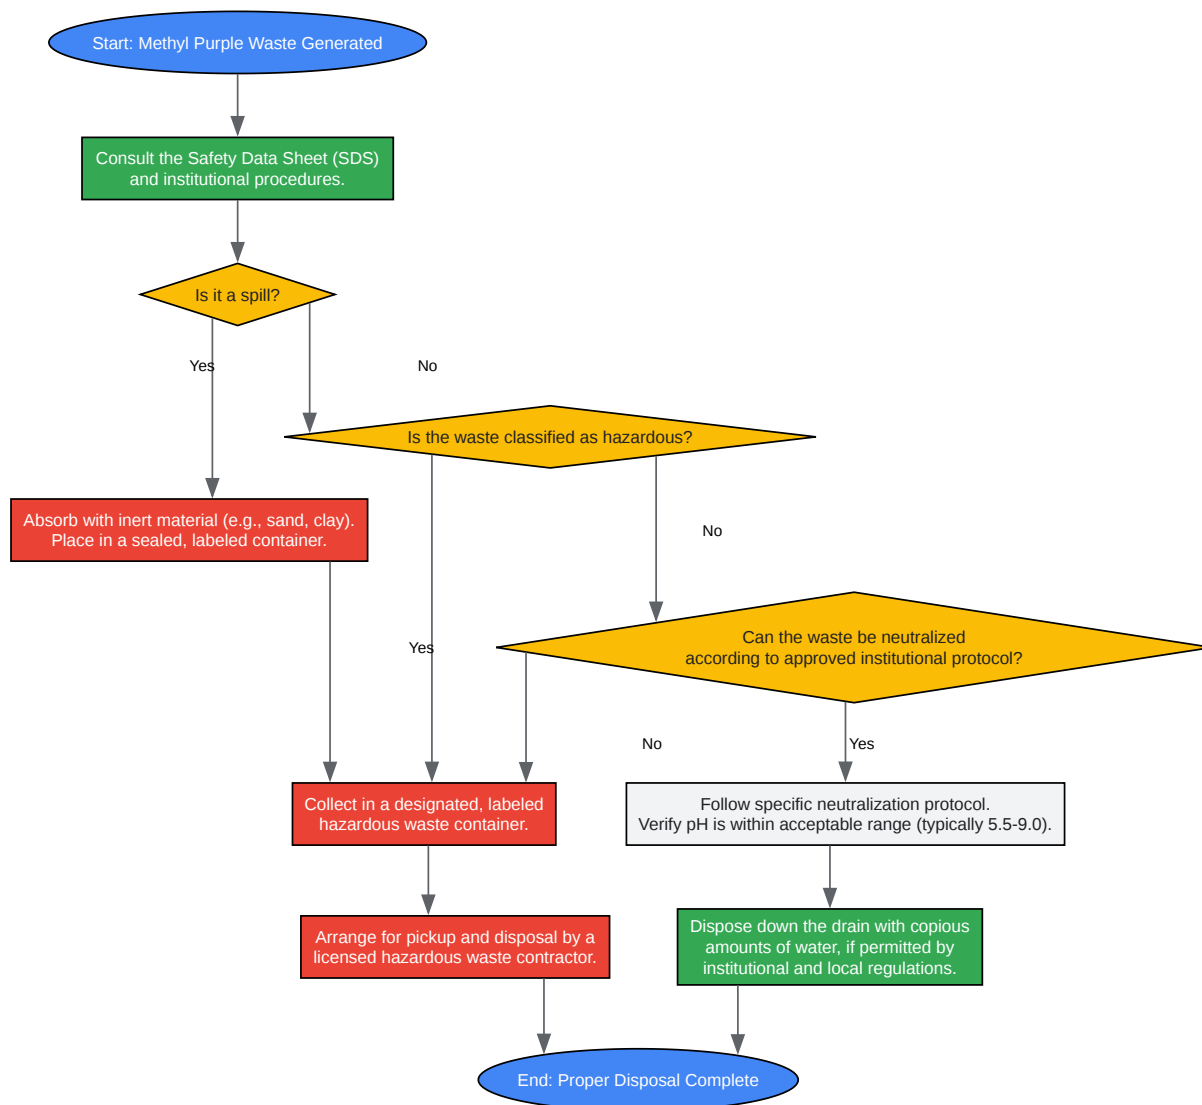 Start: Methyl Purple Waste Generated
Consult the Safety Data Sheet (SDS)
and institutional procedures.
Is it a spill?
Yes
No
Is the waste classified as hazardous?
Absorb with inert material (e.g., sand, clay).
Place in a sealed, labeled container.
No
Can the waste be neutralized
according to approved institutional protocol?
Yes
No
Yes
Collect in a designated, labeled
hazardous waste container.
Follow specific neutralization protocol.
Verify pH is within acceptable range (typically 5.5-9.0).
Arrange for pickup and disposal by a
licensed hazardous waste contractor.
Dispose down the drain with copious
amounts of water, if permitted by
institutional and local regulations.
End: Proper Disposal Complete